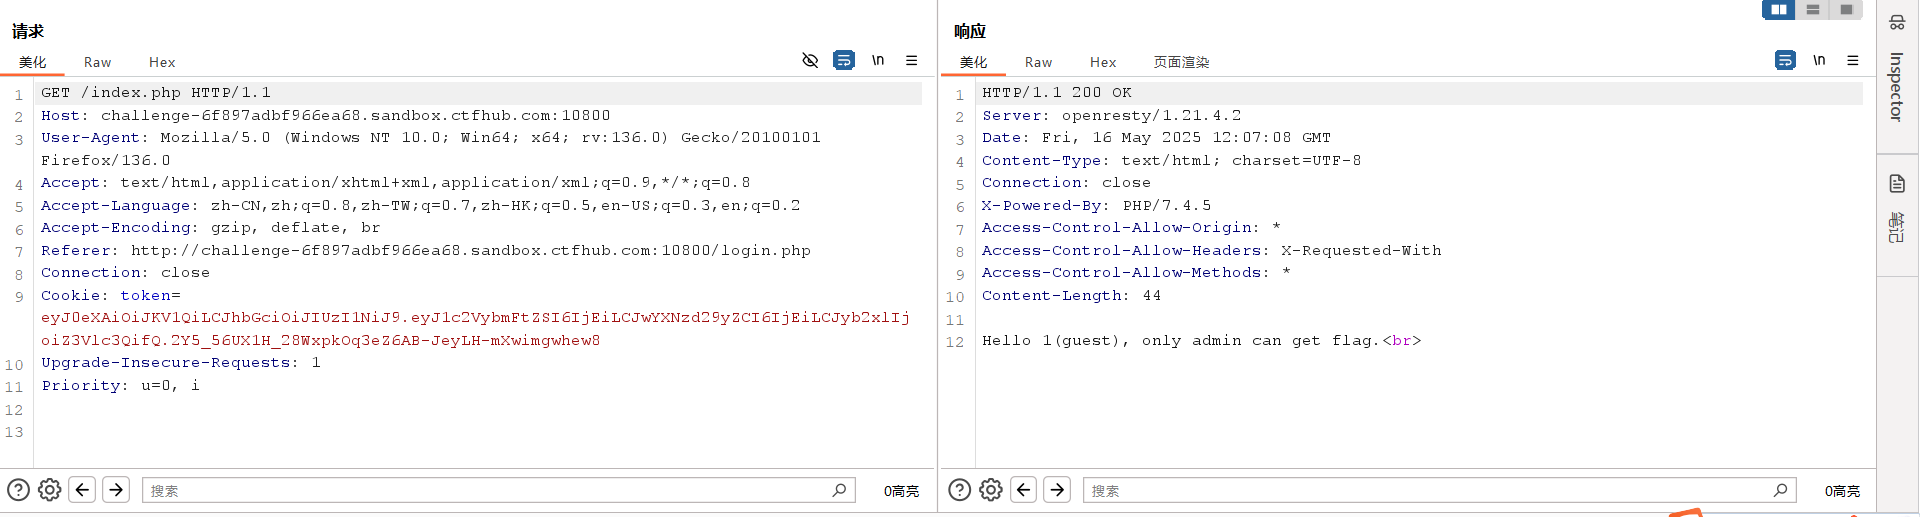 请求
美化 Raw Hex
\n
1 GET /index.php HTTP/1.1
2 Host: challenge-6f897adbf966ea68.sandbox.ctfhub.com:10800
3 User-Agent: Mozilla/5.0 (Windows NT 10.0; Win64; x64; rv:136.0) Gecko/20100101
Firefox/136.0
4 Accept: text/html,application/xhtml+xml,application/xml;q=0.9,*/*;q=0.8
5 Accept-Language: zh-CN,zh;q=0.8,zh-TW;q=0.7,zh-HK;q=0.5,en-US;q=0.3,en;q=0.2
6 Accept-Encoding: gzip, deflate, br
7 Referer: http://challenge-6f897adbf966ea68.sandbox.ctfhub.com:10800/login.php
8 Connection: close
9 Cookie: token=
eyJ0eXAiOiJKV1QiLCJhbGciOiJIUzI1NiJ9.eyJ1c2VybmFtZSI6IjEiLCJwYXNzd29yZCI6IjEiLCJyb2xlIj
oiZ3Vlc3QifQ.2Y5_56UX1H_28WxpkOq3eZ6AB-JeyLH-mXwimgwhew8
10 Upgrade-Insecure-Requests: 1
11 Priority: u=0, i
12
13
搜索
0高亮
响应
美化 Raw Hex 页面渲染
\n
1 HTTP/1.1 200 OK
2 Server: openresty/1.21.4.2
3 Date: Fri, 16 May 2025 12:07:08 GMT
4 Content-Type: text/html; charset=UTF-8
5 Connection: close
6 X-Powered-By: PHP/7.4.5
7 Access-Control-Allow-Origin: *
8 Access-Control-Allow-Headers: X-Requested-With
9 Access-Control-Allow-Methods: *
10 Content-Length: 44
11
12 Hello 1(guest), only admin can get flag.<br>
搜索
0高亮
Inspector
笔记